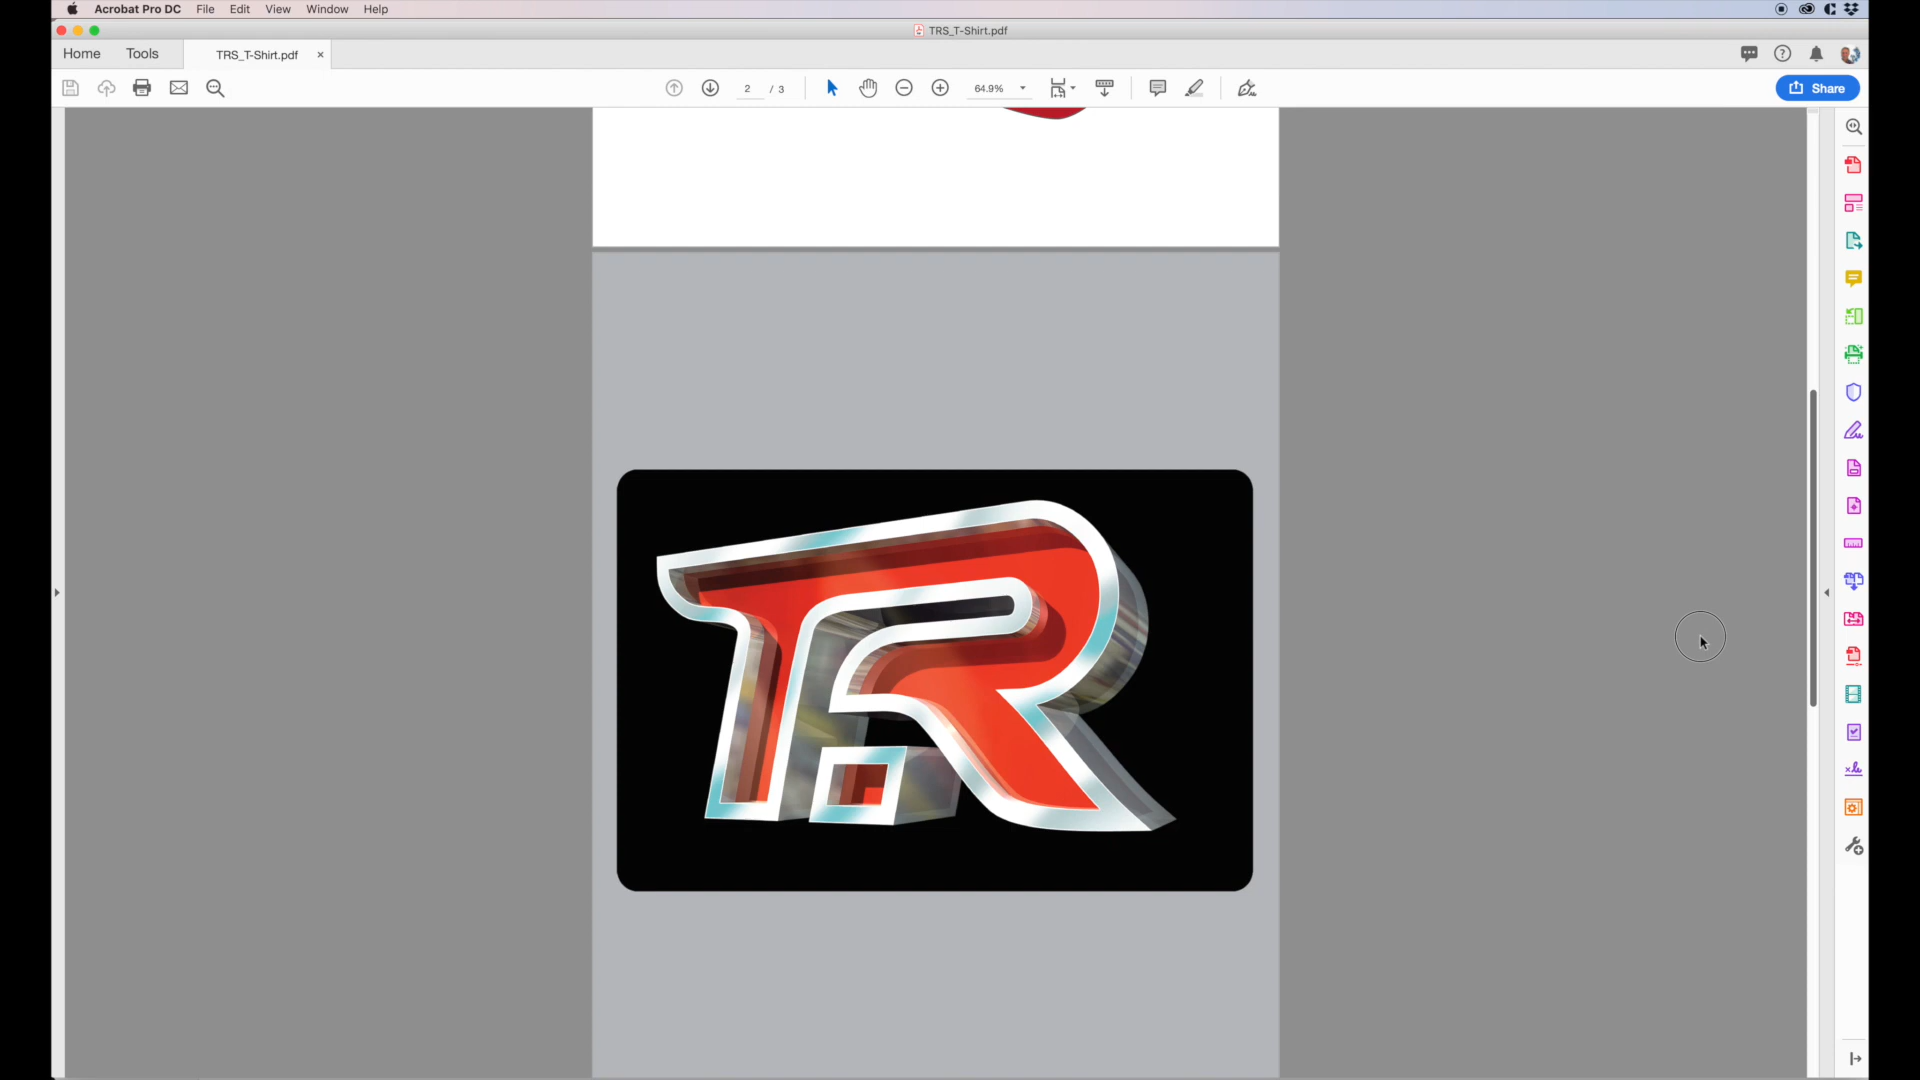 Acrobat Pro DC File Edit View Window Help
TRS_T-Shirt.pdf
Home Tools TRS_T-Shirt.pdf ×
2 / 3 64.9% Share
T.R